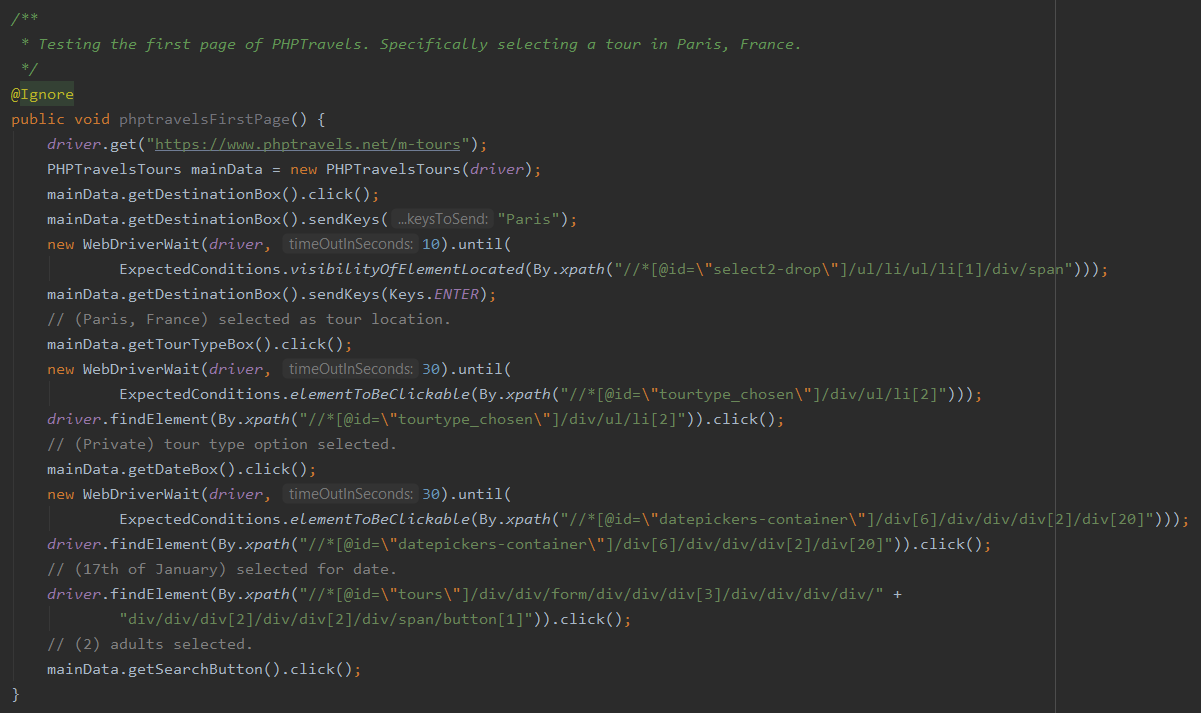 /**
 * Testing the first page of PHPTravels. Specifically selecting a tour in Paris, France.
 */
@Ignore
public void phptravelsFirstPage() {
    driver.get("https://www.phptravels.net/m-tours");
    PHPTravelsTours mainData = new PHPTravelsTours(driver);
    mainData.getDestinationBox().click();
    mainData.getDestinationBox().sendKeys( ...keysToSend: "Paris");
    new WebDriverWait(driver, timeOutInSeconds: 10).until(
            ExpectedConditions.visibilityOfElementLocated(By.xpath("//*[@id=\"select2-drop\"]/ul/li/ul/li[1]/div/span")));
    mainData.getDestinationBox().sendKeys(Keys.ENTER);
    // (Paris, France) selected as tour location.
    mainData.getTourTypeBox().click();
    new WebDriverWait(driver, timeOutInSeconds: 30).until(
            ExpectedConditions.elementToBeClickable(By.xpath("//*[@id=\"tourtype_chosen\"]/div/ul/li[2]")));
    driver.findElement(By.xpath("//*[@id=\"tourtype_chosen\"]/div/ul/li[2]")).click();
    // (Private) tour type option selected.
    mainData.getDateBox().click();
    new WebDriverWait(driver, timeOutInSeconds: 30).until(
            ExpectedConditions.elementToBeClickable(By.xpath("//*[@id=\"datepickers-container\"]/div[6]/div/div/div[2]/div[20]")));
    driver.findElement(By.xpath("//*[@id=\"datepickers-container\"]/div[6]/div/div/div[2]/div[20]")).click();
    // (17th of January) selected for date.
    driver.findElement(By.xpath("//*[@id=\"tours\"]/div/div/form/div/div/div[3]/div/div/div/div/" +
            "div/div/div[2]/div/div[2]/div/span/button[1]")).click();
    // (2) adults selected.
    mainData.getSearchButton().click();
}